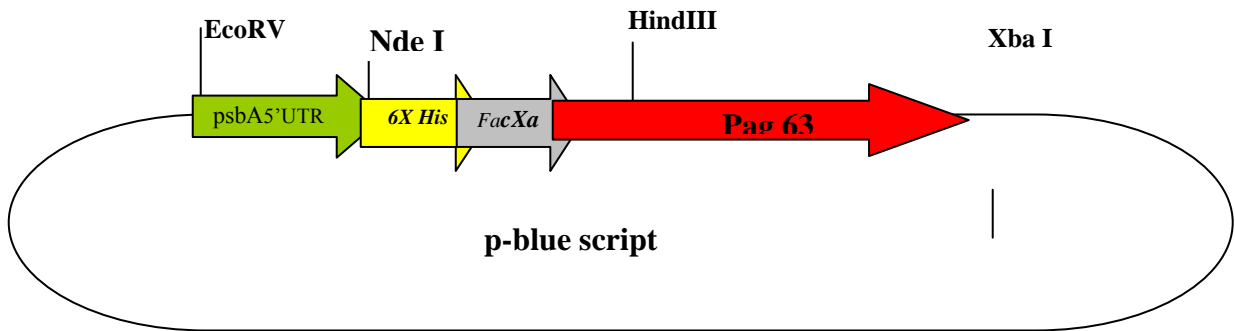 EcoRV
Nde I
HindIII
Xba I
psbA5'UTR
6X His
FacXa
Pag 63
p-blue script